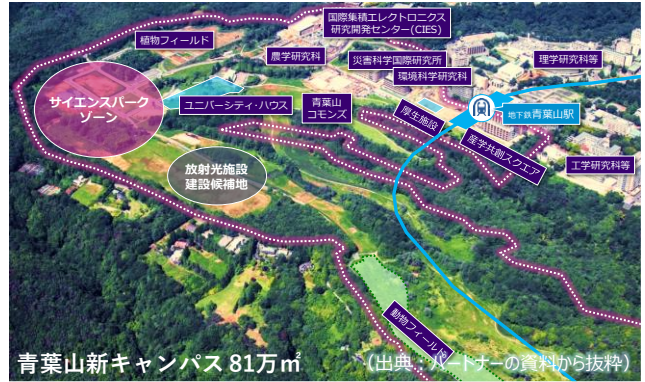 国際集積エレクトロニクス
研究開発センター(CIES)
植物フィールド
農学研究科
災害科学国際研究所
環境科学研究科
理学研究科等
サイエンスパーク
ゾーン
ユニバーシティ・ハウス
青葉山
コモンズ
厚生施設
地下鉄青葉山駅
産学共創スクエア
工学研究科等
放射光施設
建設候補地
動物フィールド
青葉山新キャンパス 81万㎡
(出典:パートナーの資料から抜粋)